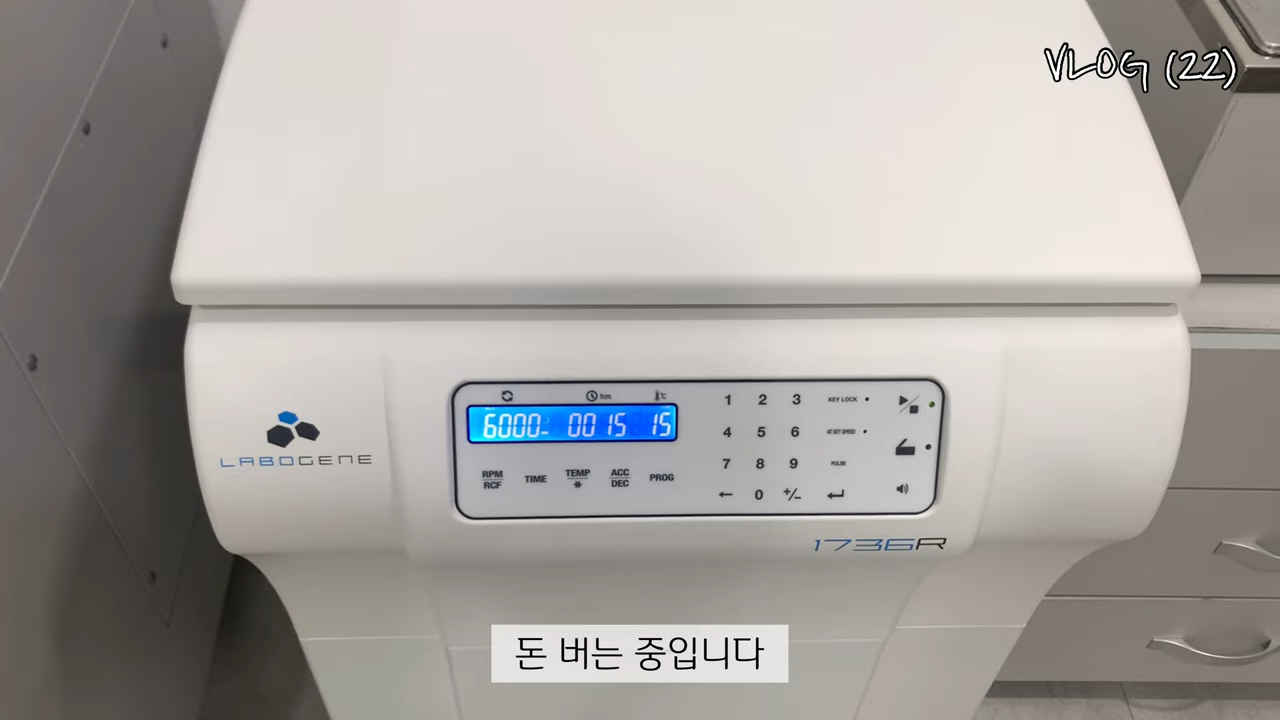 VLOG (22)
hm
℃
6000 00 15 15
LABOGENE
RPM
RCF
TIME
TEMP
ACC
DEC
PROG
1 2 3 KEY LOCK
4 5 6 AT SET SPEED
7 8 9 PULSE
← 0 +/- ↵
1736R
돈 버는 중입니다